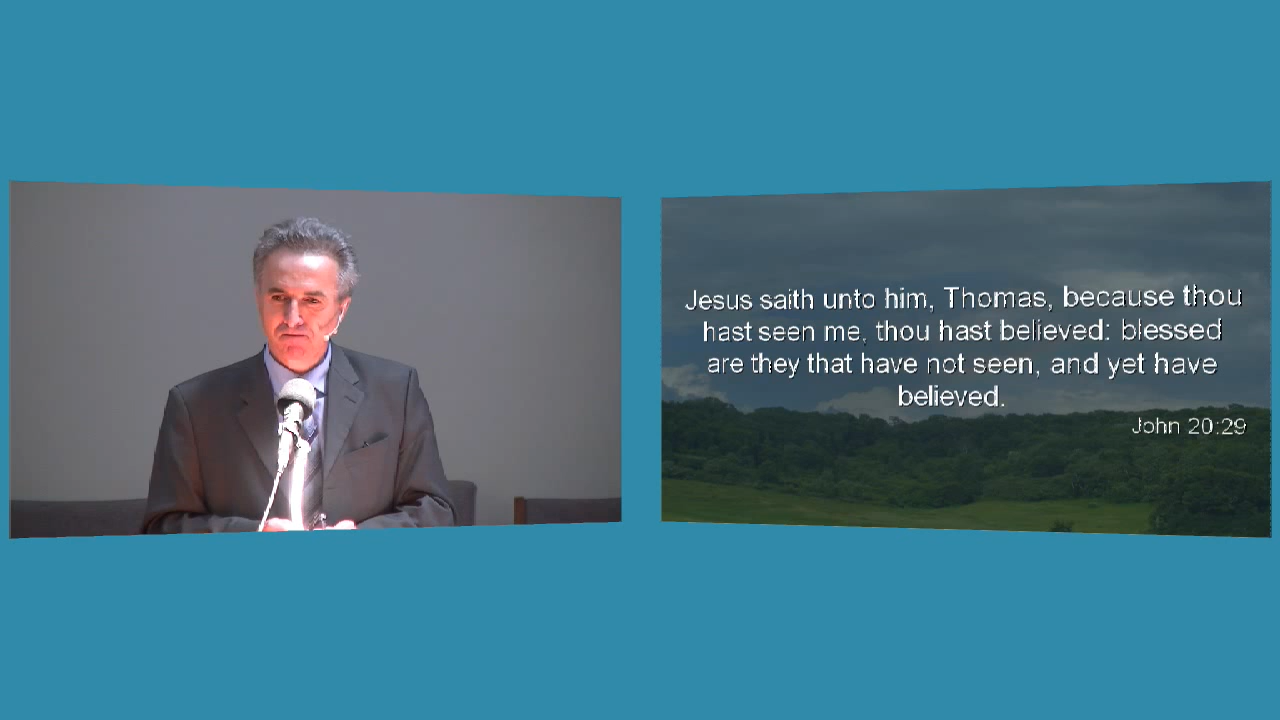 Jesus saith unto him, Thomas, because thou
hast seen me, thou hast believed: blessed
are they that have not seen, and yet have
believed.
John 20:29